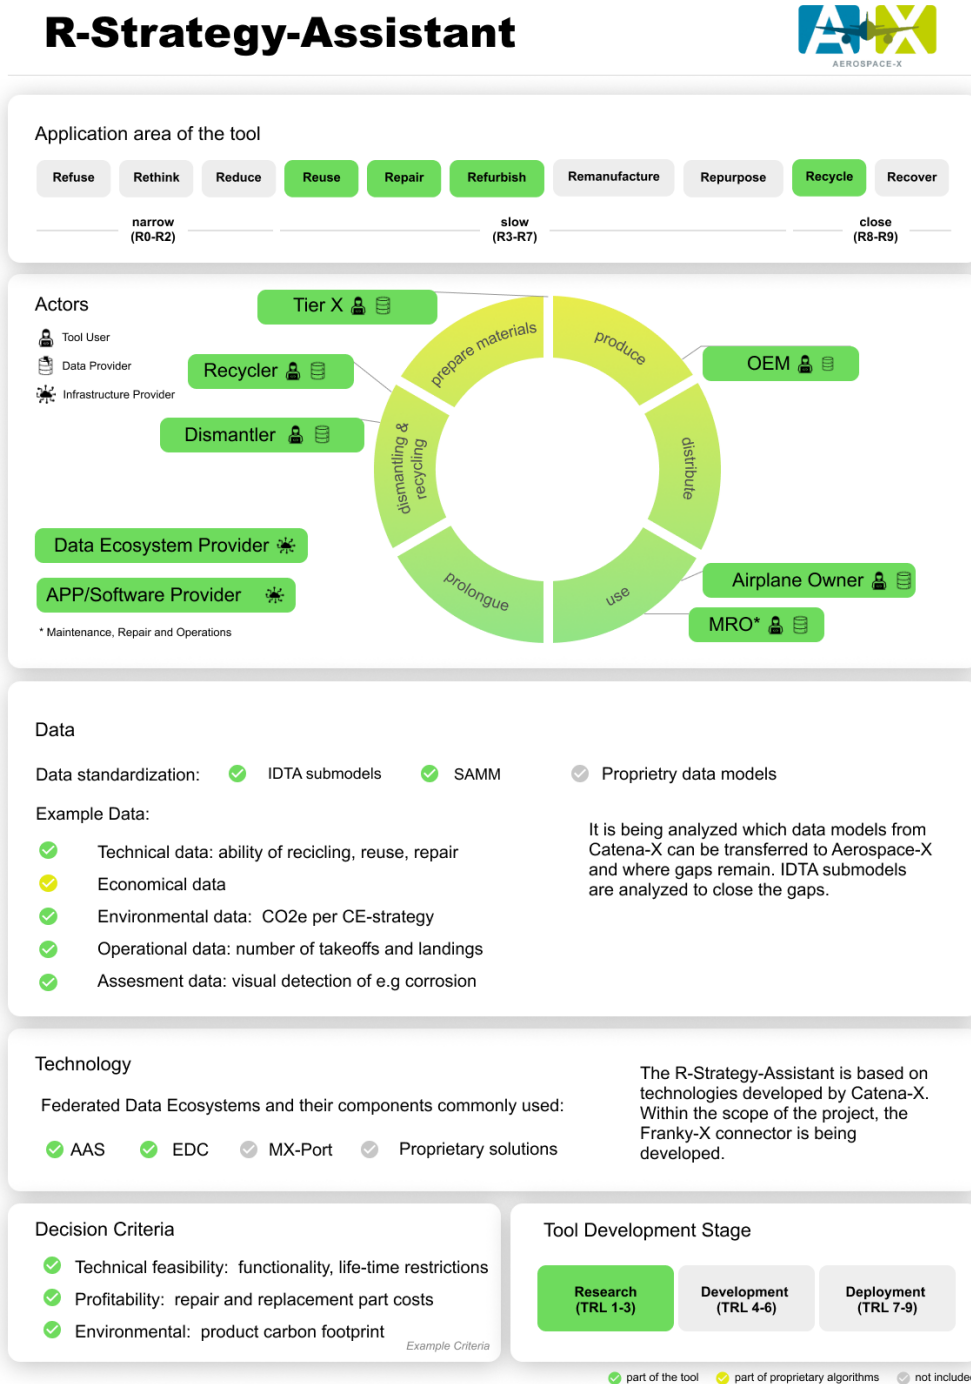 R-Strategy-Assistant
AEROSPACE-X
Application area of the tool
Refuse
Rethink
Reduce
Reuse
Repair
Refurbish
Remanufacture
Repurpose
Recycle
Recover
narrow
(R0-R2)
slow
(R3-R7)
close
(R8-R9)
Actors
Tool User
Data Provider
Infrastructure Provider
Tier X
Recycler
Dismantler
OEM
Airplane Owner
MRO*
prepare materials
produce
distribute
use
prolongue
dismantling &
recycling
Data Ecosystem Provider
APP/Software Provider
* Maintenance, Repair and Operations
Data
Data standardization:
IDTA submodels
SAMM
Proprietry data models
Example Data:
Technical data: ability of recicling, reuse, repair
Economical data
Environmental data: CO2e per CE-strategy
Operational data: number of takeoffs and landings
Assesment data: visual detection of e.g corrosion
It is being analyzed which data models from
Catena-X can be transferred to Aerospace-X
and where gaps remain. IDTA submodels
are analyzed to close the gaps.
Technology
Federated Data Ecosystems and their components commonly used:
AAS
EDC
MX-Port
Proprietary solutions
The R-Strategy-Assistant is based on
technologies developed by Catena-X.
Within the scope of the project, the
Franky-X connector is being
developed.
Decision Criteria
Technical feasibility: functionality, life-time restrictions
Profitability: repair and replacement part costs
Environmental: product carbon footprint
Example Criteria
Tool Development Stage
Research
(TRL 1-3)
Development
(TRL 4-6)
Deployment
(TRL 7-9)
part of the tool
part of proprietary algorithms
not included